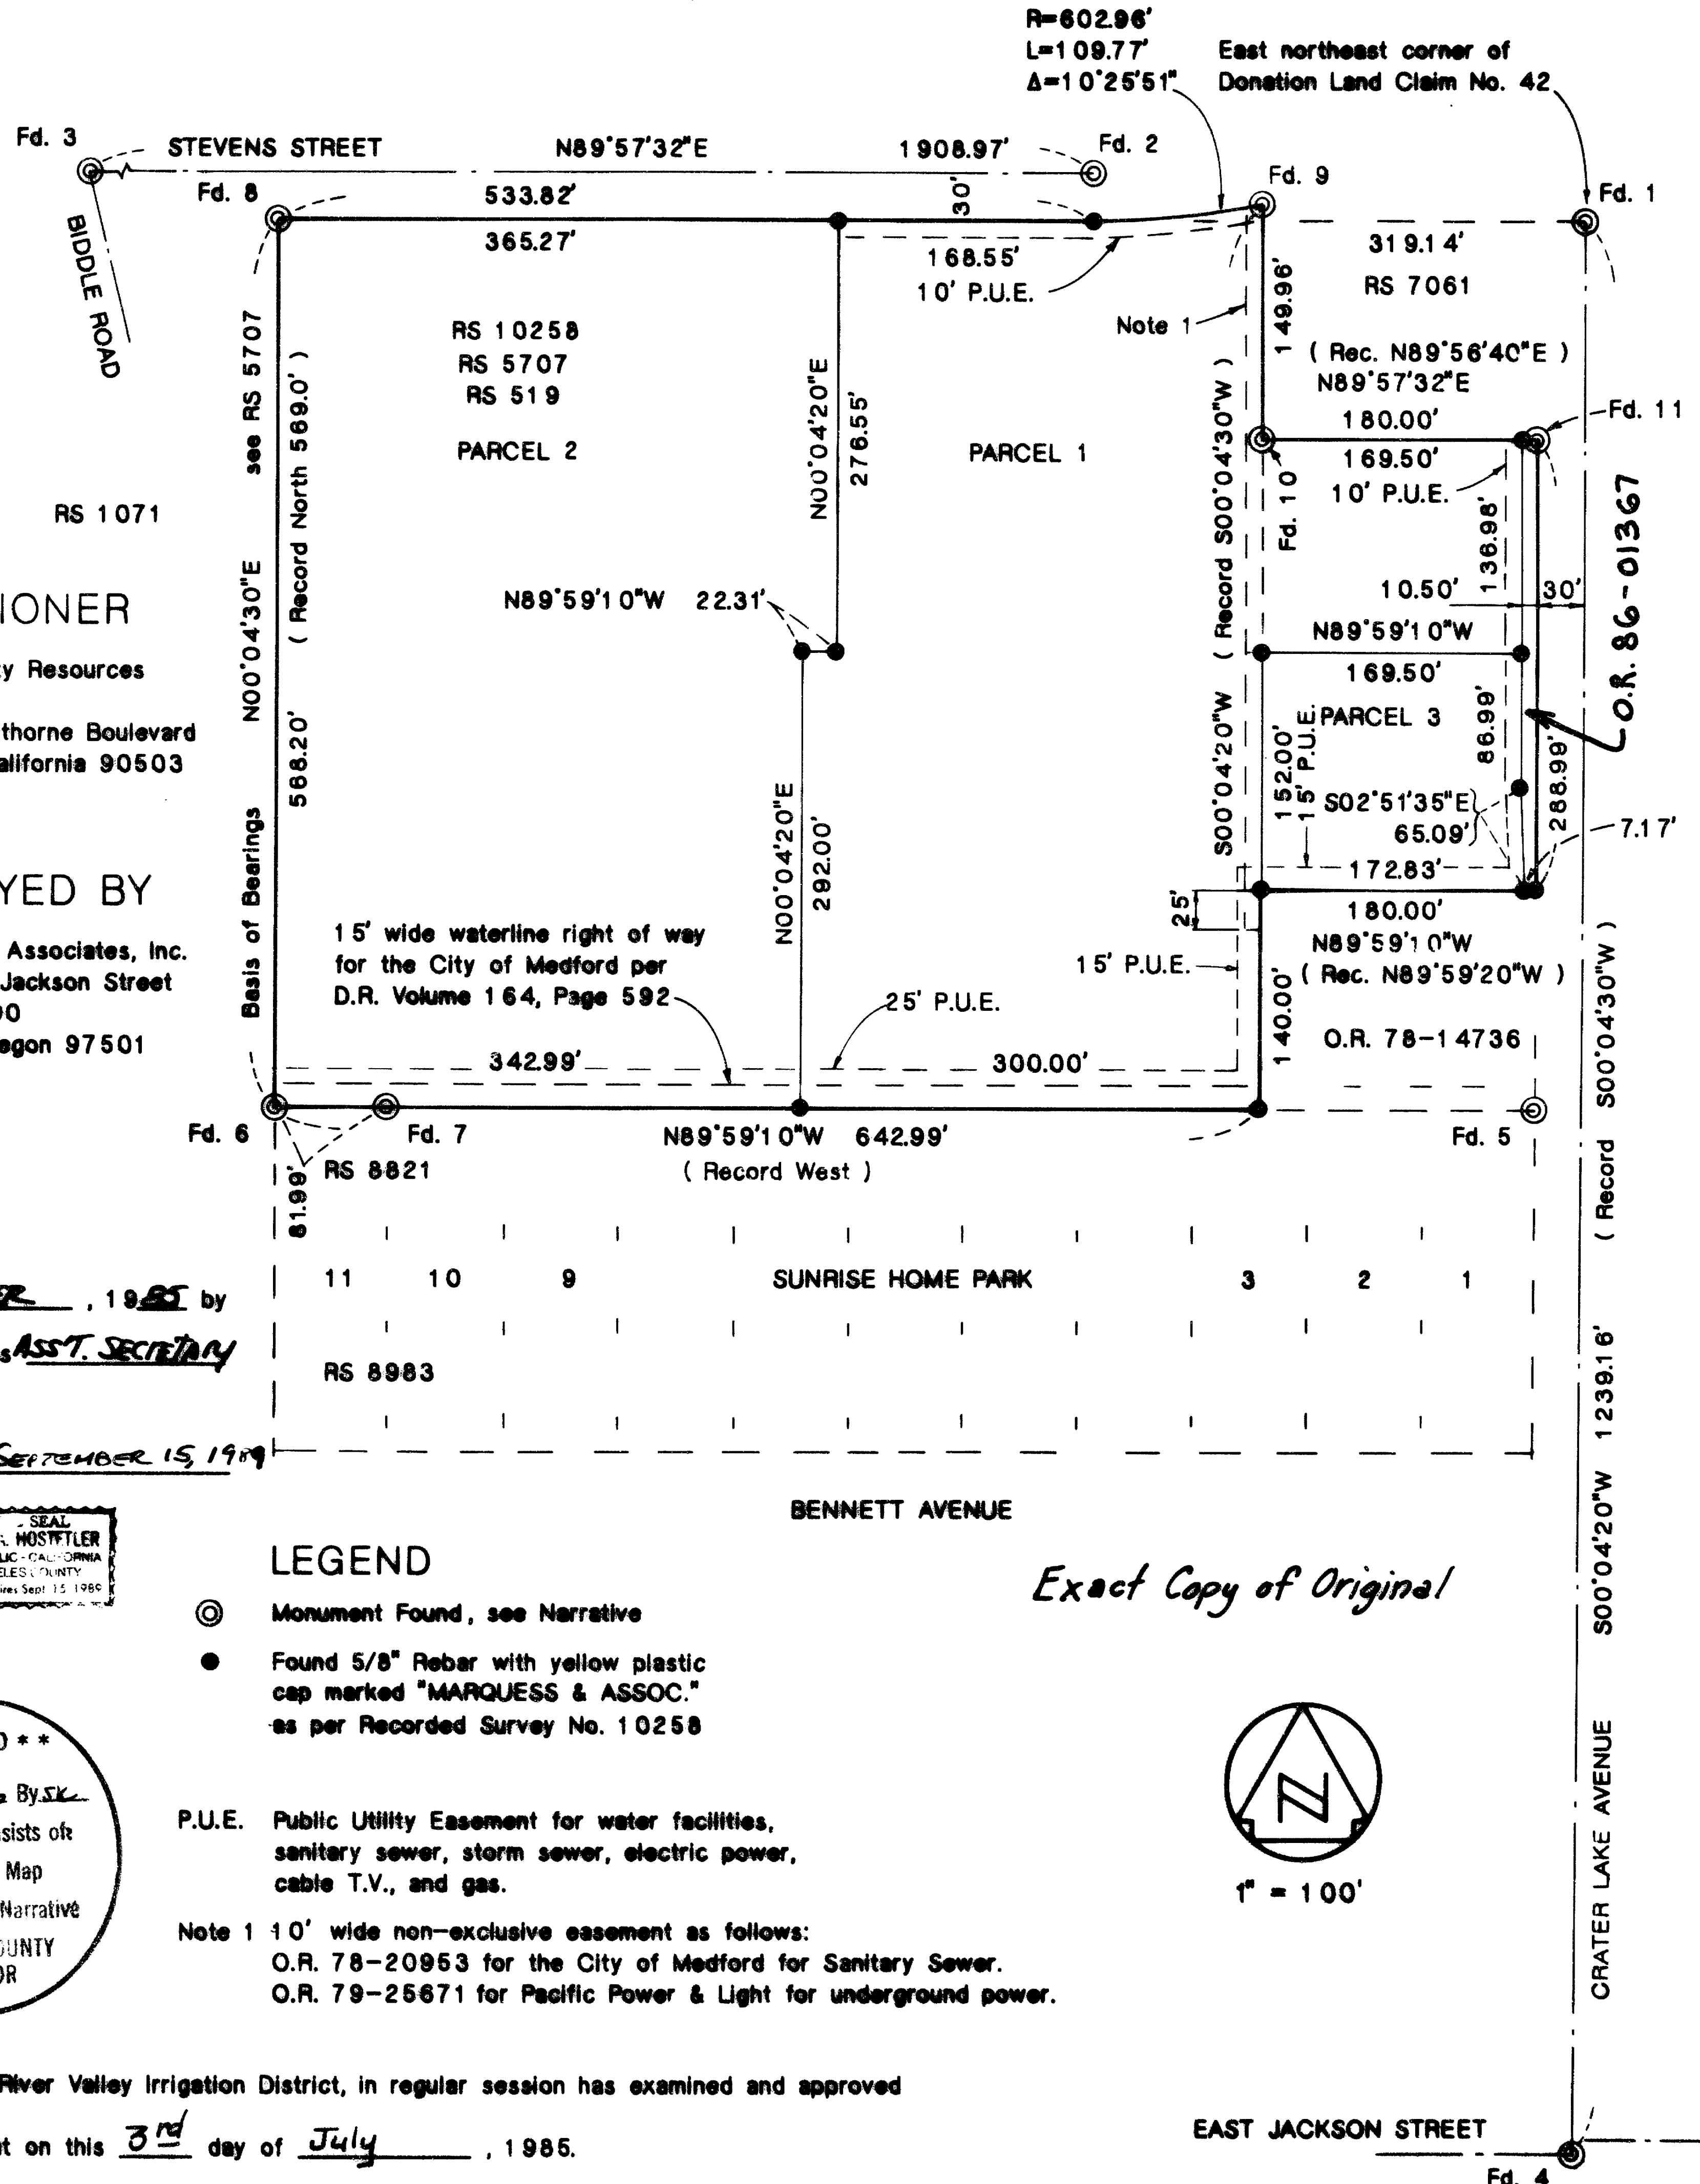 R=602.96'
L=109.77'
Δ=10°25'51"
East northeast corner of
Donation Land Claim No. 42
Fd. 3
STEVENS STREET
N89°57'32"E
1908.97'
Fd. 2
Fd. 8
533.82'
30'
Fd. 9
Fd. 1
BIDDLE ROAD
365.27'
168.55'
10' P.U.E.
319.14'
RS 7061
see RS 5707
( Record North 569.0' )
RS 10258
RS 5707
RS 519
Note 1
149.96'
( Rec. N89°56'40"E )
N89°57'32"E
180.00'
Fd. 11
N00°04'20"E
276.55'
PARCEL 2
PARCEL 1
( Record S00°04'30"W )
Fd. 10
169.50'
10' P.U.E.
RS 1071
136.98'
O.R. 86-01367
N00°04'30"E
10.50'
30'
IONER
N89°59'10"W 22.31'
N89°59'10"W
169.50'
y Resources
thorne Boulevard
alifornia 90503
568.20'
S00°04'20"W
PARCEL 3
152.00'
15' P.U.E.
86.99'
288.99'
S02°51'35"E
65.09'
7.17'
N00°04'20"E
292.00'
Basis of Bearings
YED BY
172.83'
180.00'
25'
N89°59'10"W
( Rec. N89°59'20"W )
Associates, Inc.
Jackson Street
egon 97501
15' wide waterline right of way
for the City of Medford per
D.R. Volume 164, Page 592
25' P.U.E.
15' P.U.E.
140.00'
O.R. 78-14736
342.99'
300.00'
Fd. 6
Fd. 7
N89°59'10"W 642.99'
( Record West )
Fd. 5
81.99'
RS 8821
( Record S00°04'30"W )
11 10 9 SUNRISE HOME PARK 3 2 1
, 1985 by
ASS'T. SECRETARY
RS 8983
S00°04'20"W 1239.16'
SEPTEMBER 15, 1989
BENNETT AVENUE
SEAL
HOSTETLER
LEGEND
Exact Copy of Original
Monument Found, see Narrative
Found 5/8" Rebar with yellow plastic
cap marked "MARQUESS & ASSOC."
as per Recorded Survey No. 10258
CRATER LAKE AVENUE
D * *
By SK
sists of:
Map
Narrative
OUNTY
OR
P.U.E. Public Utility Easement for water facilities,
sanitary sewer, storm sewer, electric power,
cable T.V., and gas.
1" = 100'
Note 1 10' wide non-exclusive easement as follows:
O.R. 78-20953 for the City of Medford for Sanitary Sewer.
O.R. 79-25671 for Pacific Power & Light for underground power.
River Valley Irrigation District, in regular session has examined and approved
t on this 3rd day of July , 1985.
EAST JACKSON STREET
Fd. 4